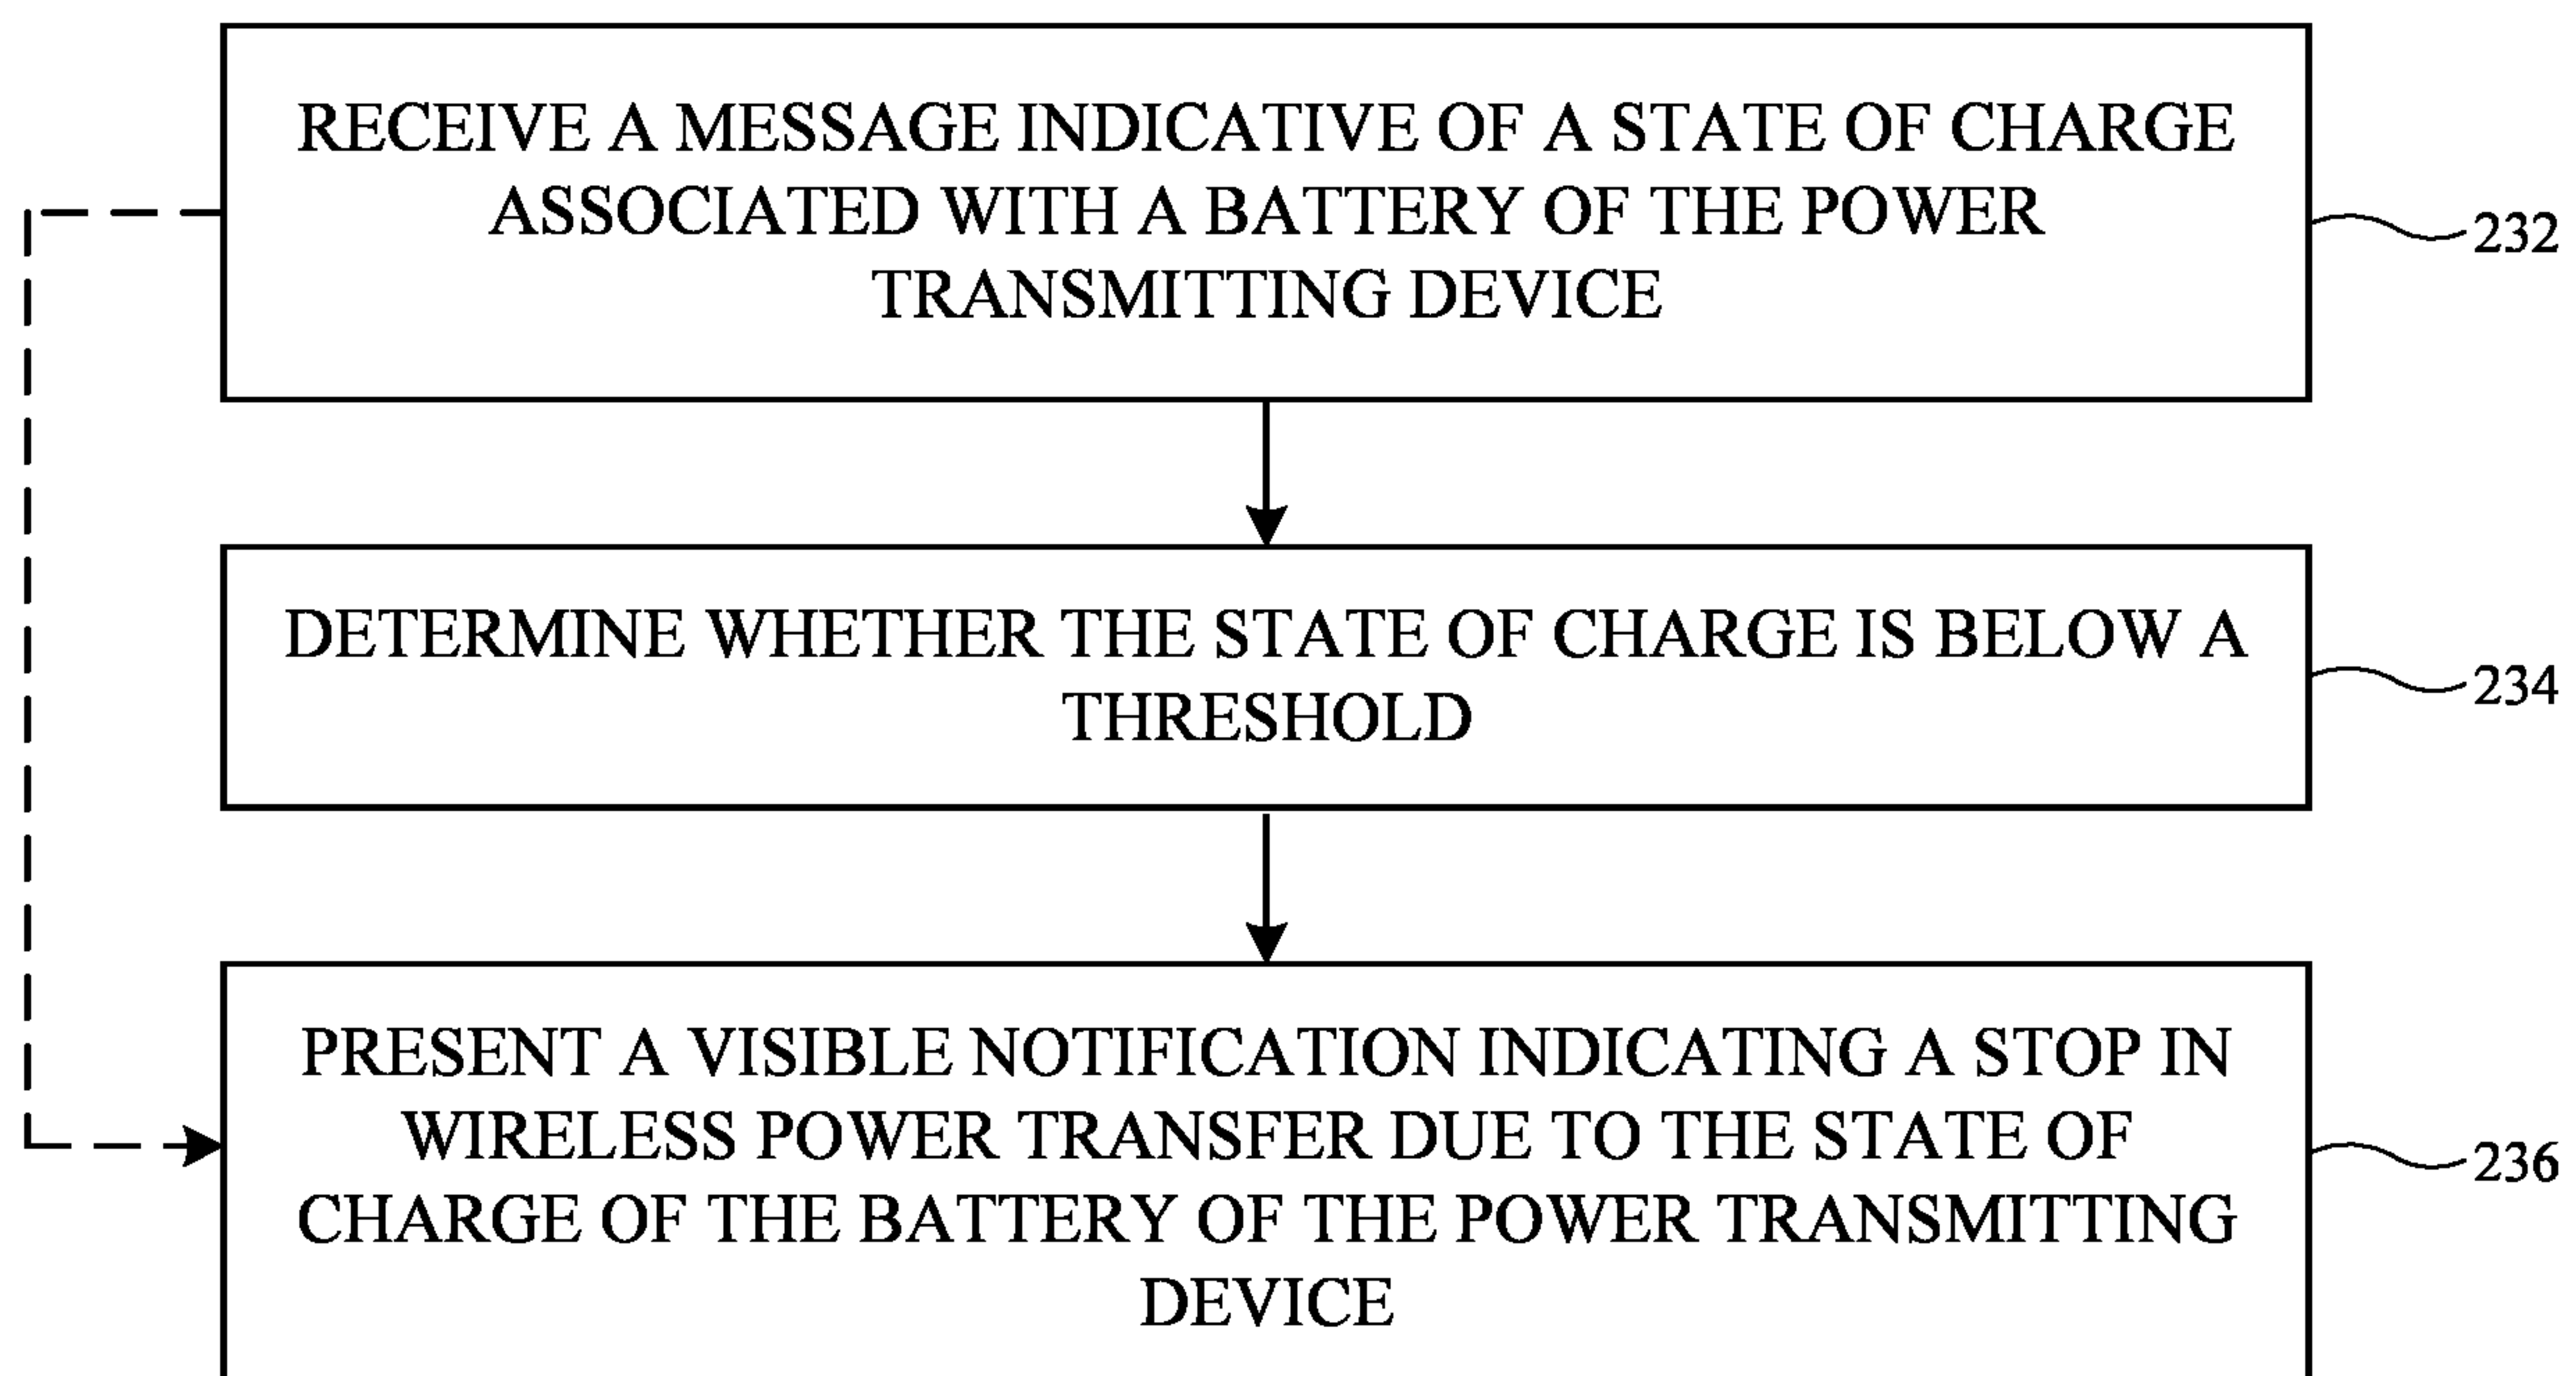 RECEIVE A MESSAGE INDICATIVE OF A STATE OF CHARGE
ASSOCIATED WITH A BATTERY OF THE POWER
TRANSMITTING DEVICE
232
DETERMINE WHETHER THE STATE OF CHARGE IS BELOW A
THRESHOLD
234
PRESENT A VISIBLE NOTIFICATION INDICATING A STOP IN
WIRELESS POWER TRANSFER DUE TO THE STATE OF
CHARGE OF THE BATTERY OF THE POWER TRANSMITTING
DEVICE
236